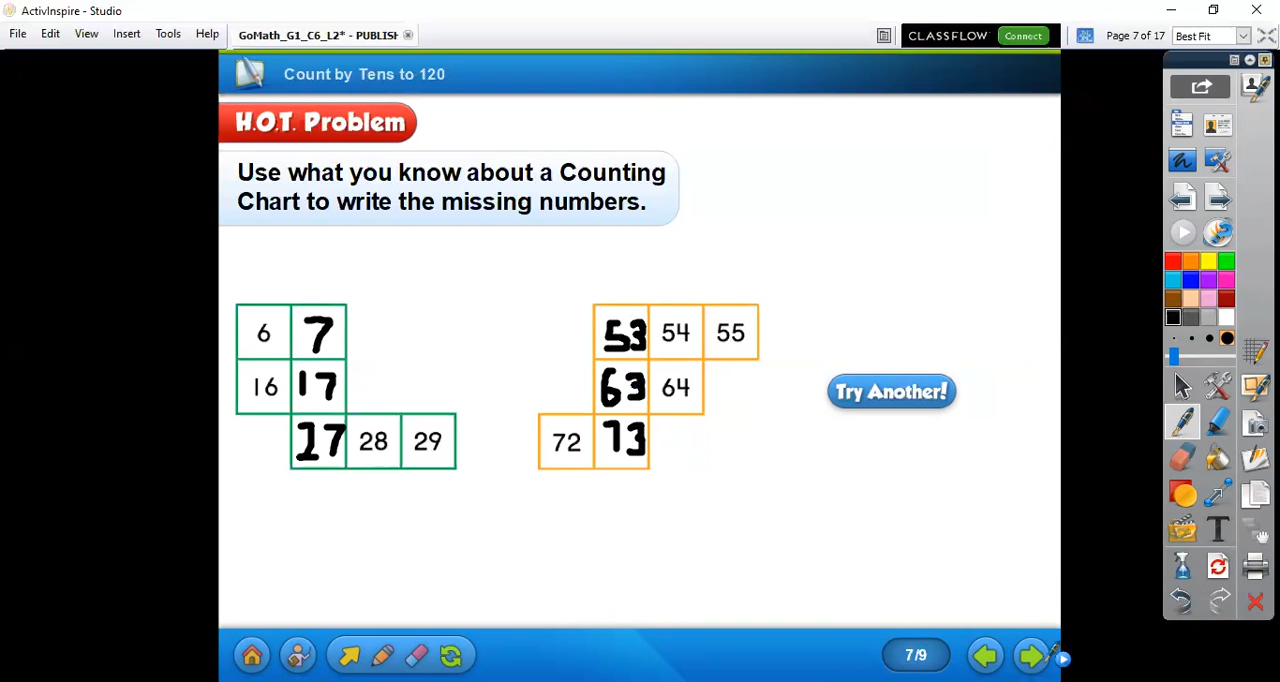 ActivInspire - Studio
File Edit View Insert Tools Help
GoMath_G1_C6_L2* - PUBLISH
CLASSFLOW Connect
Page 7 of 17 Best Fit
Count by Tens to 120
H.O.T. Problem
Use what you know about a Counting
Chart to write the missing numbers.
6 7
16 17
27 28 29
53 54 55
63 64
72 73
Try Another!
7/9